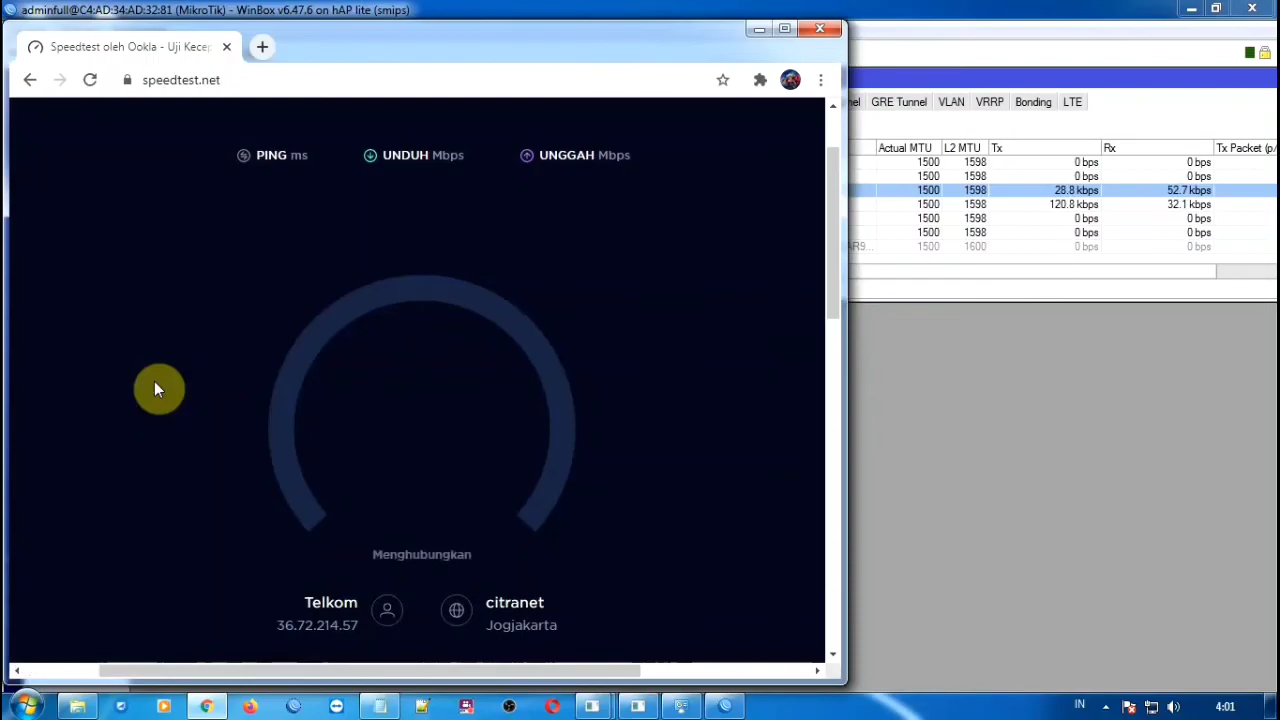 adminfull@C4:AD:34:AD:32:81 (MikroTik) - WinBox v6.47.6 on hAP lite (smips)
Speedtest oleh Ookla - Uji Kecep
speedtest.net
PING ms
UNDUH Mbps
UNGGAH Mbps
Menghubungkan
Telkom
36.72.214.57
citranet
Jogjakarta
nel GRE Tunnel VLAN VRRP Bonding LTE
Actual MTU L2 MTU Tx Rx Tx Packet (p/
1500 1598 0 bps 0 bps
1500 1598 0 bps 0 bps
1500 1598 28.8 kbps 52.7 kbps
1500 1598 120.8 kbps 32.1 kbps
1500 1598 0 bps 0 bps
1500 1598 0 bps 0 bps
AR9... 1500 1600 0 bps 0 bps
IN 4:01